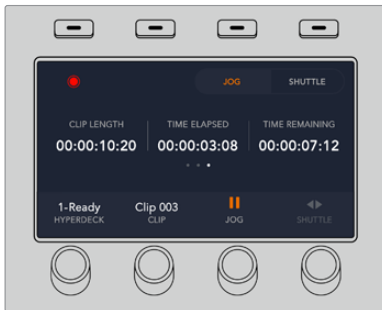 JOG SHUTTLE
CLIP LENGTH TIME ELAPSED TIME REMAINING
00:00:10:20 00:00:03:08 00:00:07:12
1-Ready Clip 003
HYPERDECK CLIP JOG SHUTTLE